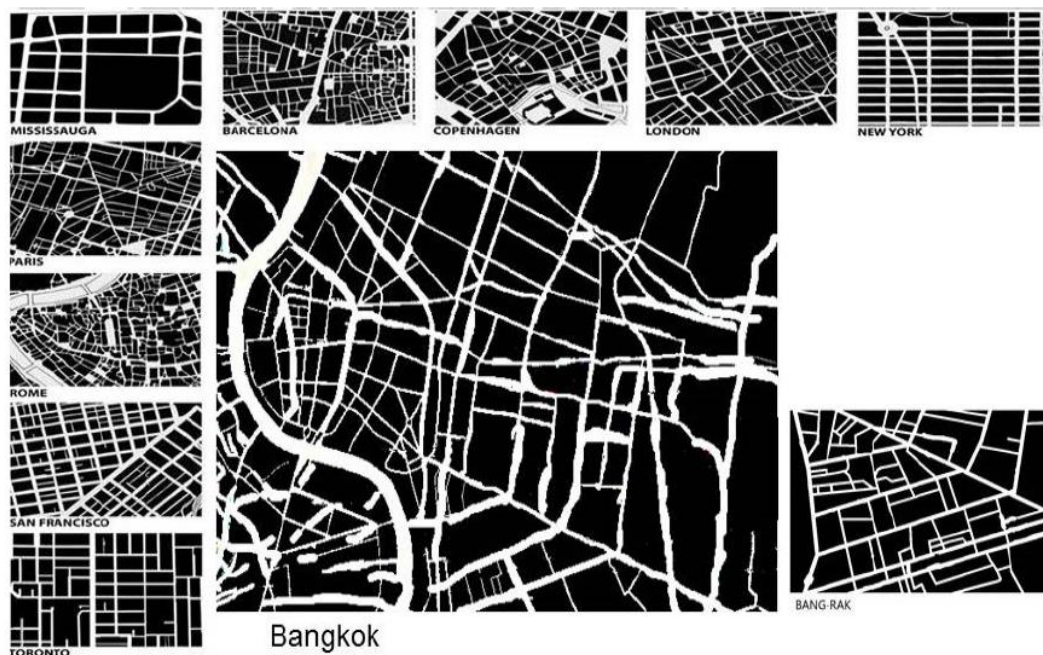 MISSISSAUGA
BARCELONA
COPENHAGEN
LONDON
NEW YORK
PARIS
ROME
SAN FRANCISCO
TORONTO
BANG-RAK
Bangkok